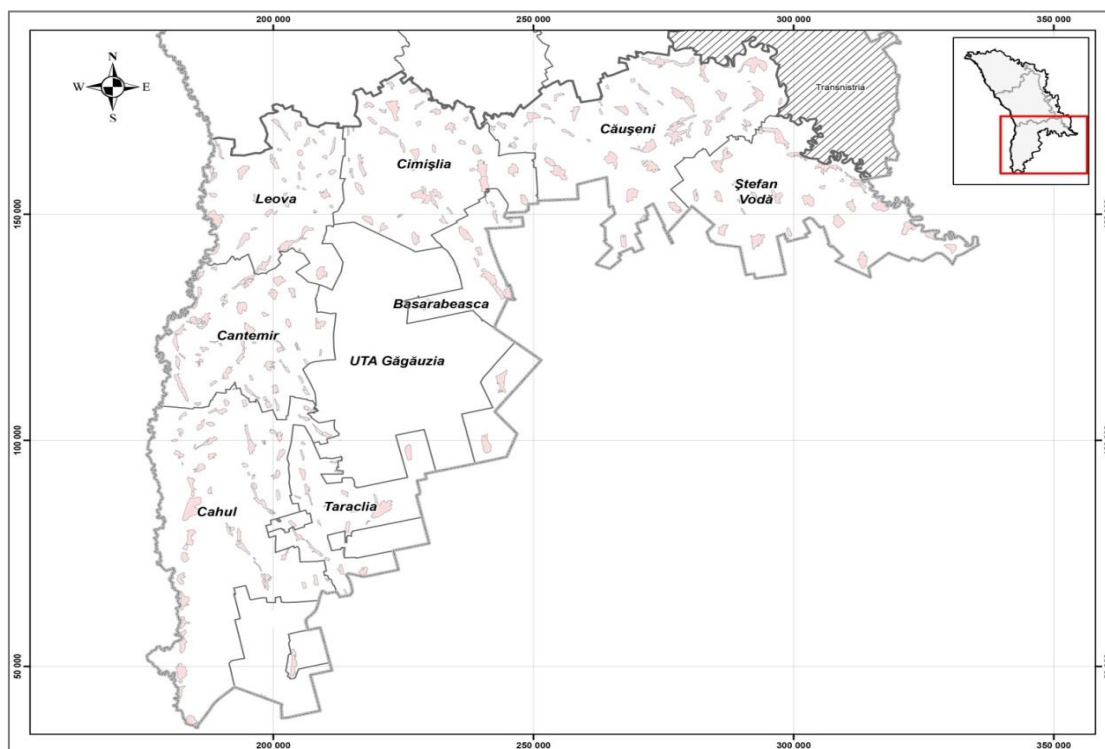 200 000 250 000 300 000 350 000
N
W E
S
Transnistria
Căuşeni
Cimişlia
Ştefan
Vodă
Leova
150 000
Basarabeasca
Cantemir
UTA Găgăuzia
100 000
Cahul
Taraclia
50 000
200 000 250 000 300 000 350 000